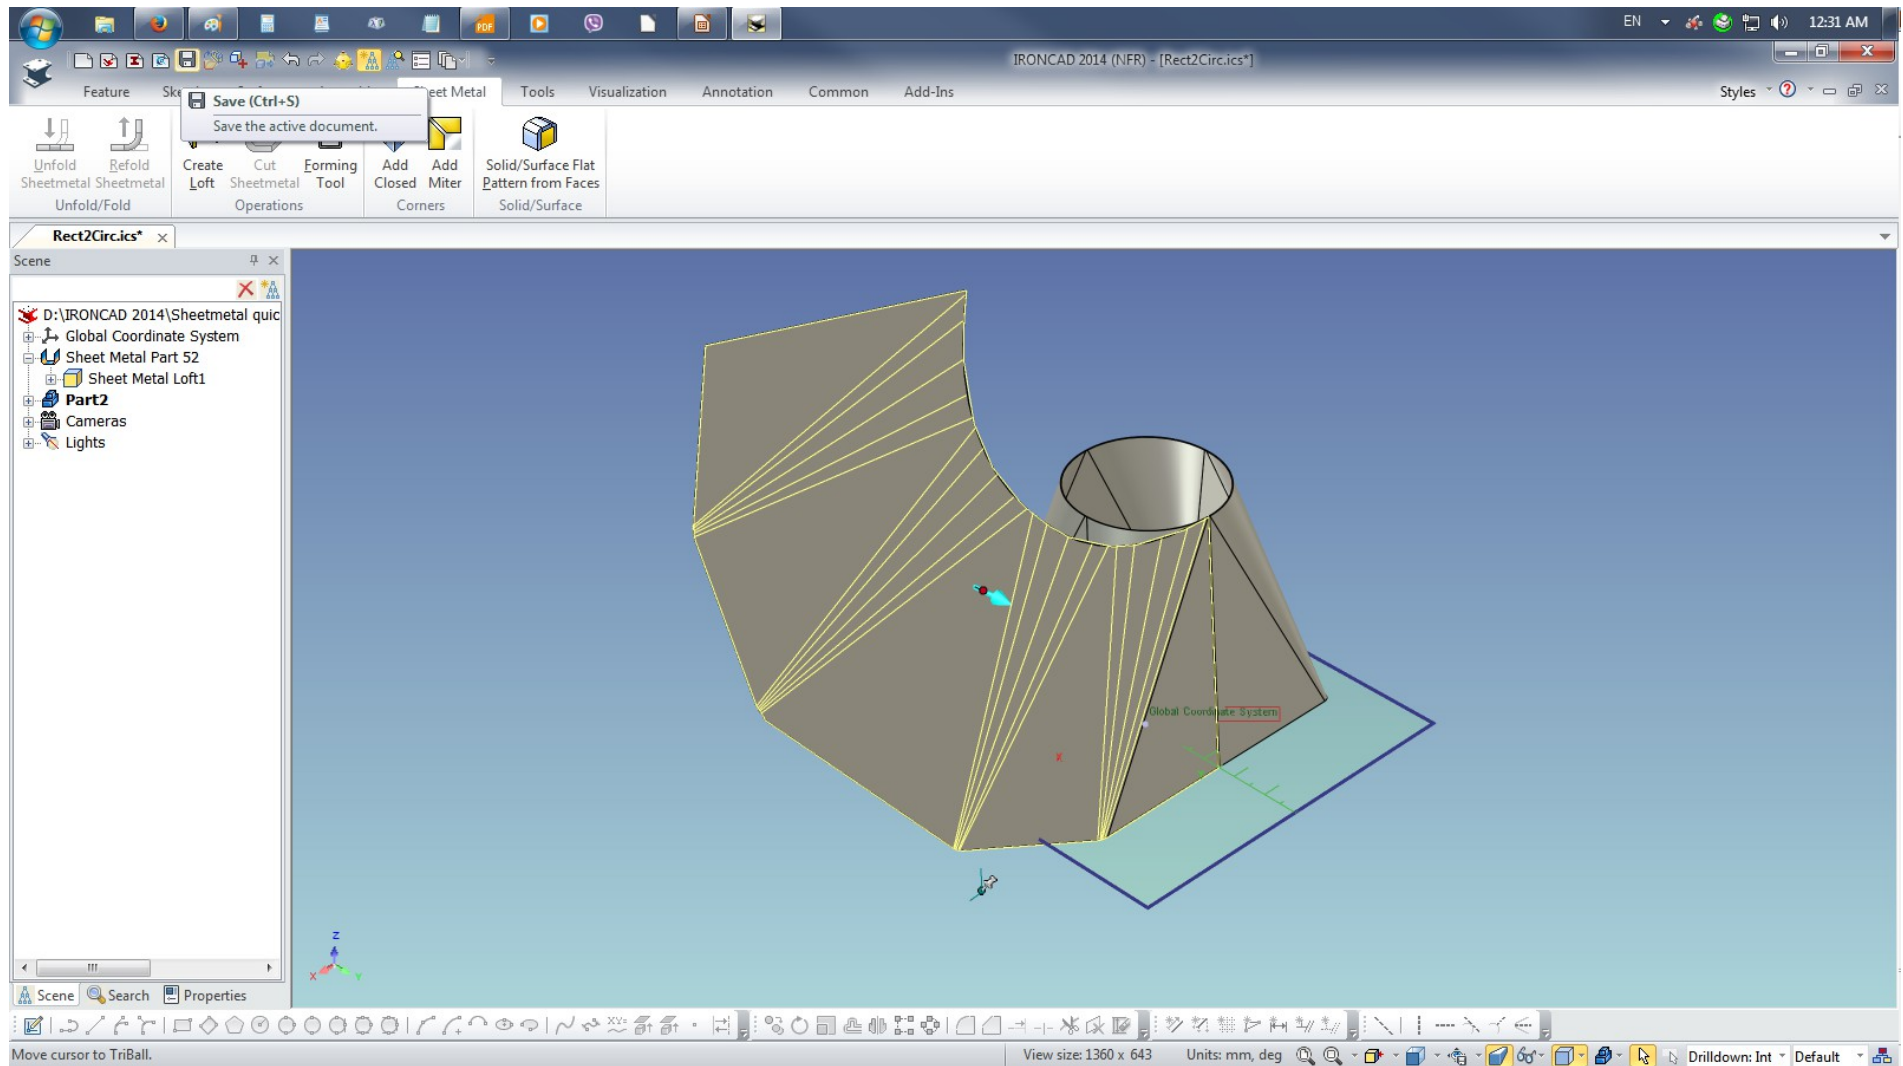 PDF
EN
12:31 AM
IRONCAD 2014 (NFR) - [Rect2Circ.ics*]
Feature
Tools
Visualization
Annotation
Common
Add-Ins
Styles
Save (Ctrl+S)
Save the active document.
Unfold Sheetmetal
Refold Sheetmetal
Create Loft
Cut Sheetmetal
Forming Tool
Add Closed
Add Miter
Solid/Surface Flat
Pattern from Faces
Unfold/Fold
Operations
Corners
Solid/Surface
Rect2Circ.ics*
Scene
D:\IRONCAD 2014\Sheetmetal quic
Global Coordinate System
Sheet Metal Part 52
Sheet Metal Loft1
Part2
Cameras
Lights
Global Coordinate System
X
Z
X
Y
Scene
Search
Properties
Move cursor to TriBall.
View size: 1360 x 643
Units: mm, deg
Drilldown: Int
Default